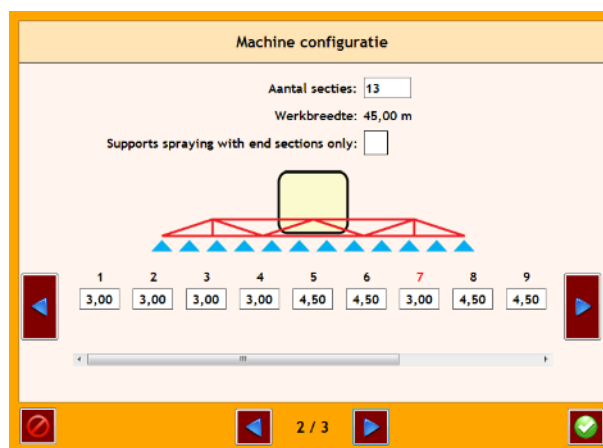 Machine configuratie
Aantal secties: 13
Werkbreedte: 45,00 m
Supports spraying with end sections only:
1 2 3 4 5 6 7 8 9
3,00 3,00 3,00 3,00 4,50 4,50 3,00 4,50 4,50
2 / 3